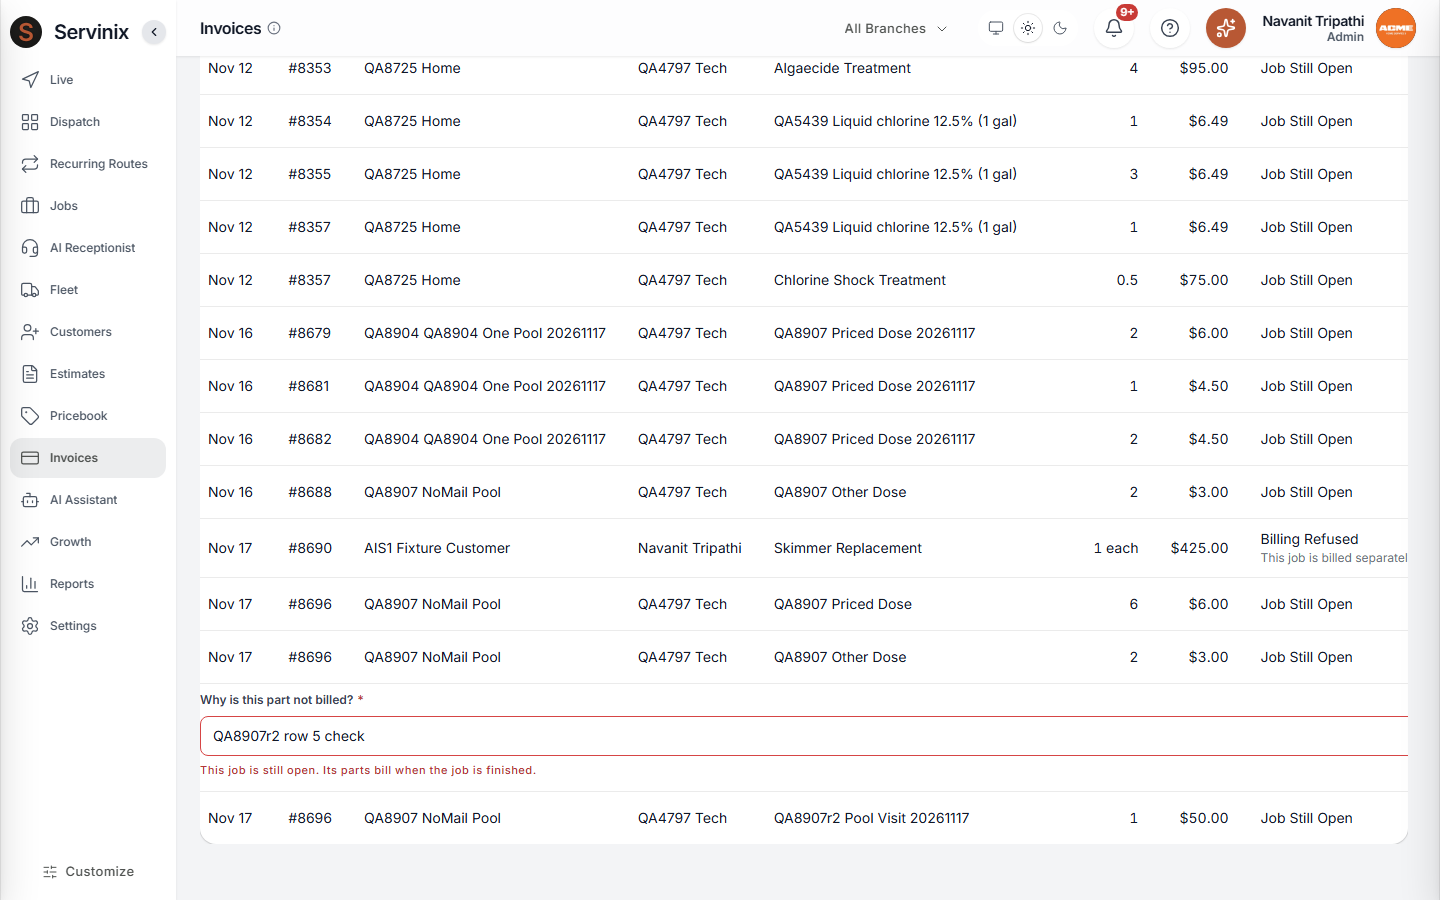 S Servinix
Live
Dispatch
Recurring Routes
Jobs
AI Receptionist
Fleet
Customers
Estimates
Pricebook
Invoices
AI Assistant
Growth
Reports
Settings
Customize
Invoices
All Branches
9+
Navanit Tripathi
Admin
ACME
Nov 12 #8353 QA8725 Home QA4797 Tech Algaecide Treatment 4 $95.00 Job Still Open
Nov 12 #8354 QA8725 Home QA4797 Tech QA5439 Liquid chlorine 12.5% (1 gal) 1 $6.49 Job Still Open
Nov 12 #8355 QA8725 Home QA4797 Tech QA5439 Liquid chlorine 12.5% (1 gal) 3 $6.49 Job Still Open
Nov 12 #8357 QA8725 Home QA4797 Tech QA5439 Liquid chlorine 12.5% (1 gal) 1 $6.49 Job Still Open
Nov 12 #8357 QA8725 Home QA4797 Tech Chlorine Shock Treatment 0.5 $75.00 Job Still Open
Nov 16 #8679 QA8904 QA8904 One Pool 20261117 QA4797 Tech QA8907 Priced Dose 20261117 2 $6.00 Job Still Open
Nov 16 #8681 QA8904 QA8904 One Pool 20261117 QA4797 Tech QA8907 Priced Dose 20261117 1 $4.50 Job Still Open
Nov 16 #8682 QA8904 QA8904 One Pool 20261117 QA4797 Tech QA8907 Priced Dose 20261117 2 $4.50 Job Still Open
Nov 16 #8688 QA8907 NoMail Pool QA4797 Tech QA8907 Other Dose 2 $3.00 Job Still Open
Nov 17 #8690 AIS1 Fixture Customer Navanit Tripathi Skimmer Replacement 1 each $425.00 Billing Refused
This job is billed separatel
Nov 17 #8696 QA8907 NoMail Pool QA4797 Tech QA8907 Priced Dose 6 $6.00 Job Still Open
Nov 17 #8696 QA8907 NoMail Pool QA4797 Tech QA8907 Other Dose 2 $3.00 Job Still Open
Why is this part not billed? *
QA8907r2 row 5 check
This job is still open. Its parts bill when the job is finished.
Nov 17 #8696 QA8907 NoMail Pool QA4797 Tech QA8907r2 Pool Visit 20261117 1 $50.00 Job Still Open